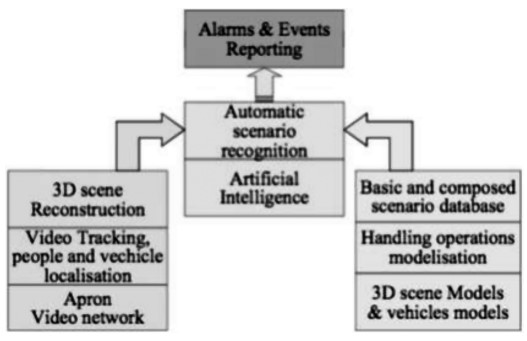 Alarms & Events
Reporting
Automatic
scenario
recognition
Artificial
Intelligence
3D scene
Reconstruction
Video Tracking,
people and vechicle
localisation
Apron
Video network
Basic and composed
scenario database
Handling operations
modelisation
3D scene Models
& vehicles models